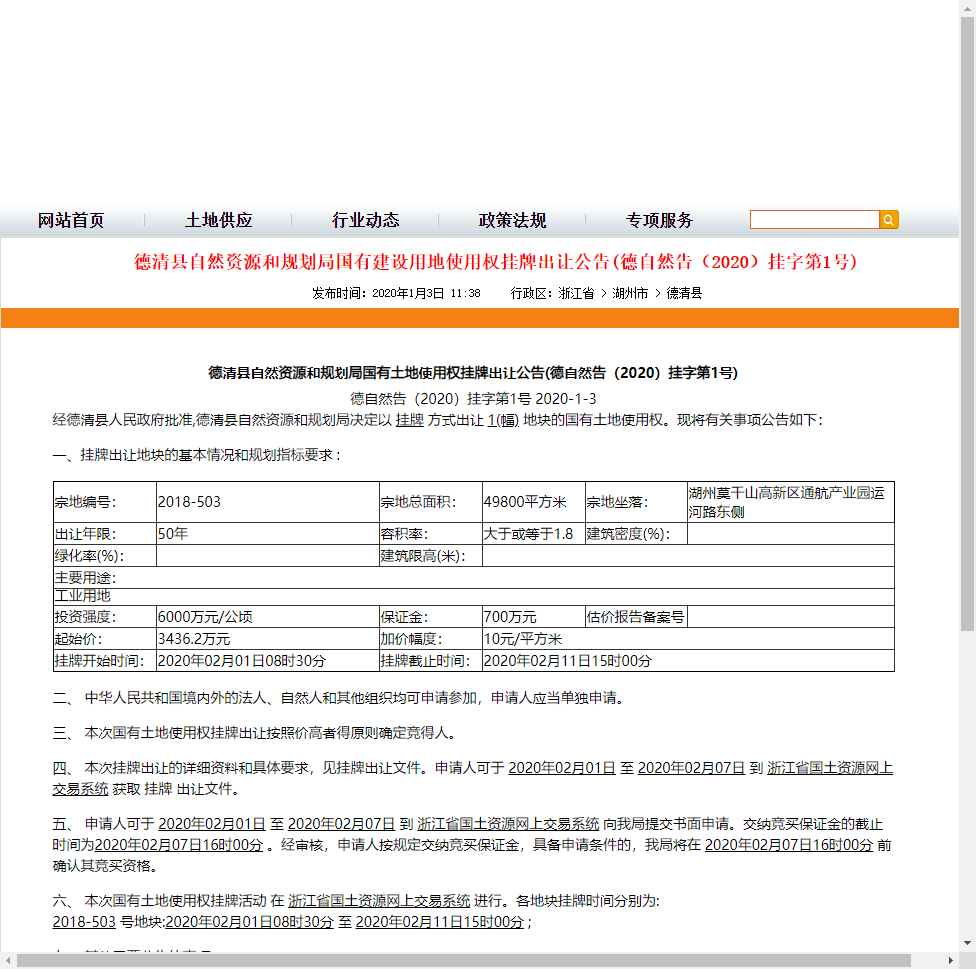 网站首页 土地供应 行业动态 政策法规 专项服务
德清县自然资源和规划局国有建设用地使用权挂牌出让公告(德自然告（2020）挂字第1号)
发布时间：2020年1月3日 11:38 行政区：浙江省 > 湖州市 > 德清县
德清县自然资源和规划局国有土地使用权挂牌出让公告(德自然告（2020）挂字第1号)
德自然告（2020）挂字第1号 2020-1-3
经德清县人民政府批准,德清县自然资源和规划局决定以 挂牌 方式出让 1(幅) 地块的国有土地使用权。现将有关事项公告如下：
一、挂牌出让地块的基本情况和规划指标要求：
宗地编号： 2018-503 宗地总面积： 49800平方米 宗地坐落： 湖州莫干山高新区通航产业园运
河路东侧
出让年限： 50年 容积率： 大于或等于1.8 建筑密度(%)：
绿化率(%)： 建筑限高(米)：
主要用途：
工业用地
投资强度： 6000万元/公顷 保证金： 700万元 估价报告备案号
起始价： 3436.2万元 加价幅度： 10元/平方米
挂牌开始时间： 2020年02月01日08时30分 挂牌截止时间： 2020年02月11日15时00分
二、 中华人民共和国境内外的法人、自然人和其他组织均可申请参加，申请人应当单独申请。
三、 本次国有土地使用权挂牌出让按照价高者得原则确定竞得人。
四、 本次挂牌出让的详细资料和具体要求，见挂牌出让文件。申请人可于 2020年02月01日 至 2020年02月07日 到 浙江省国土资源网上
交易系统 获取 挂牌 出让文件。
五、 申请人可于 2020年02月01日 至 2020年02月07日 到 浙江省国土资源网上交易系统 向我局提交书面申请。交纳竞买保证金的截止
时间为2020年02月07日16时00分 。经审核，申请人按规定交纳竞买保证金，具备申请条件的，我局将在 2020年02月07日16时00分 前
确认其竞买资格。
六、 本次国有土地使用权挂牌活动 在 浙江省国土资源网上交易系统 进行。各地块挂牌时间分别为:
2018-503 号地块:2020年02月01日08时30分 至 2020年02月11日15时00分；